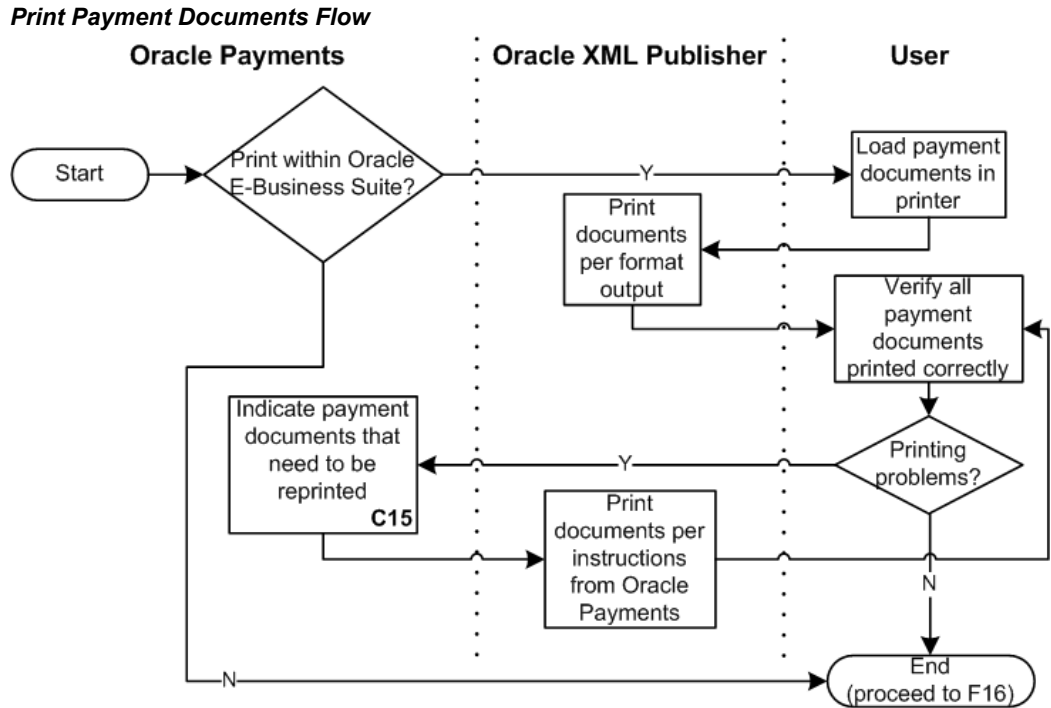 Print Payment Documents Flow
Oracle Payments
Oracle XML Publisher
User
Start
Print within Oracle
E-Business Suite?
Y
Load payment
documents in
printer
Print
documents
per format
output
Verify all
payment
documents
printed correctly
Indicate payment
documents that
need to be
reprinted
C15
Y
Printing
problems?
Print
documents per
instructions
from Oracle
Payments
N
N
End
(proceed to F16)